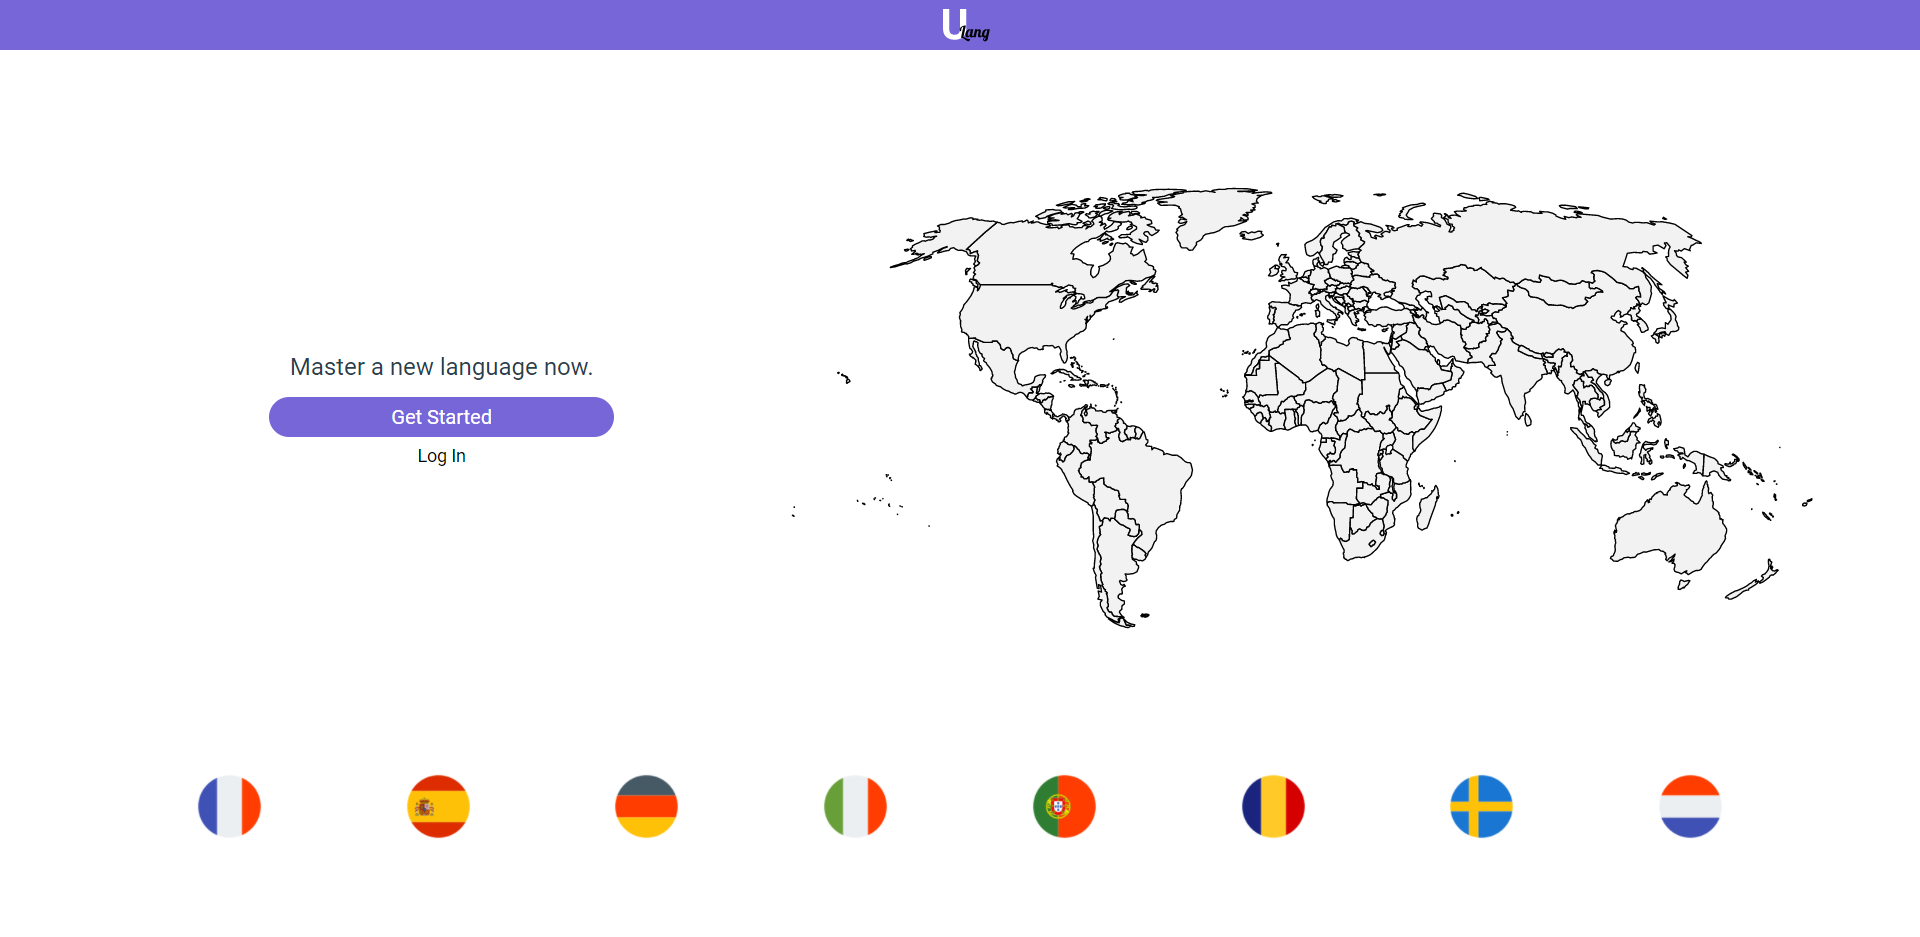 U
Lang
Master a new language now.
Get Started
Log In